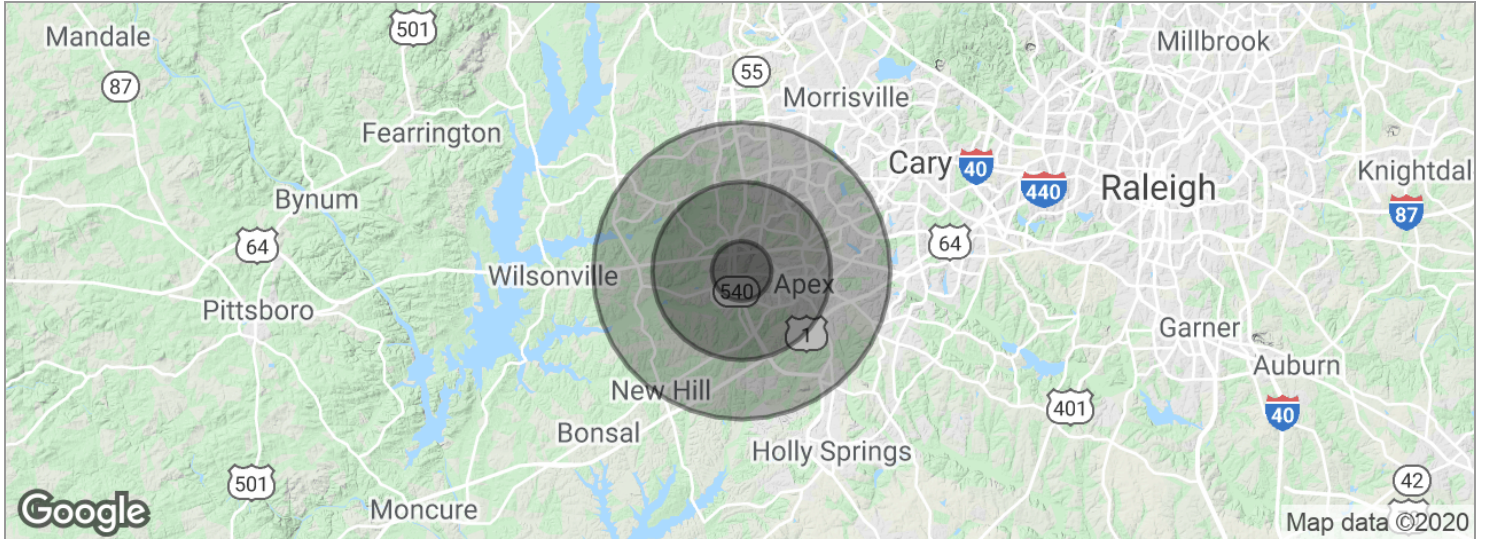 501
Mandale
Millbrook
55
87
Morrisville
Fearrington
Cary
40
Knightdal
440
Raleigh
Bynum
87
64
64
Wilsonville
Apex
540
Pittsboro
1
Garner
Auburn
New Hill
401
40
Bonsal
Holly Springs
501
42
Moncure
Google
Map data ©2020